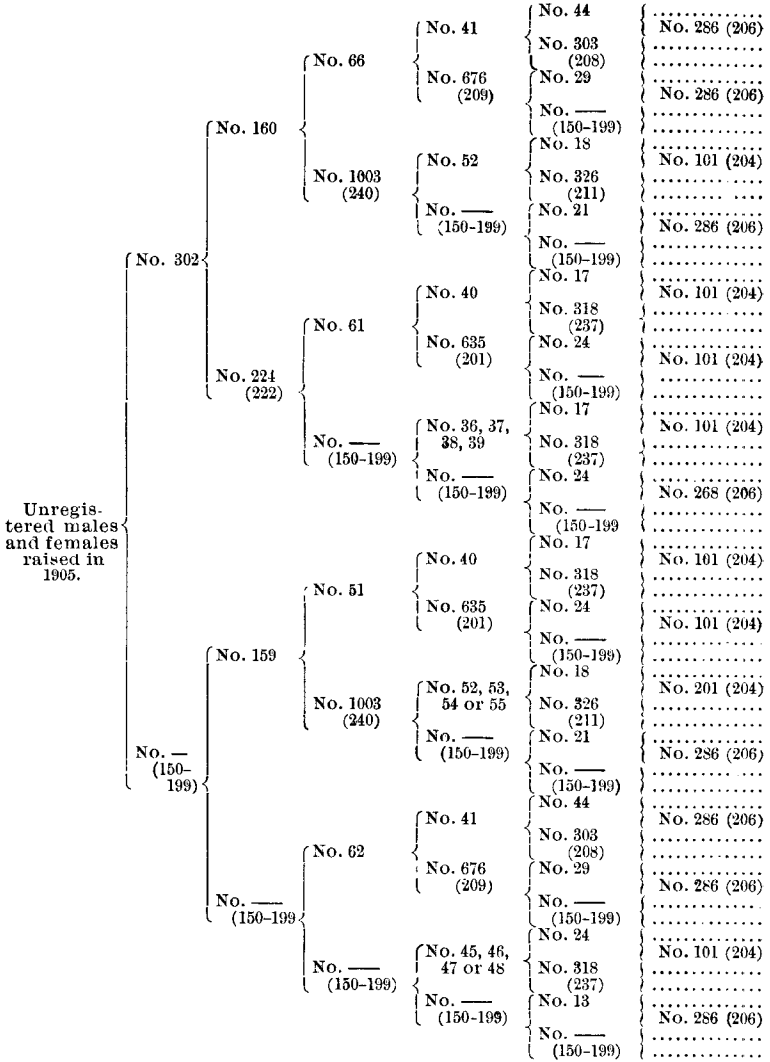 Unregis-
tered males
and females
raised in
1905.
No. 302
No. —
(150-
199)
No. 160
No. 224
(222)
No. 159
No. ——
(150-199
No. 66
No. 1003
(240)
No. 61
No. ——
(150-199)
No. 51
No. 1003
(240)
No. 62
No. ——
(150-199)
No. 41
No. 676
(209)
No. 52
No. ——
(150-199)
No. 40
No. 635
(201)
No. 36, 37,
38, 39
No. ——
(150-199)
No. 40
No. 635
(201)
No. 52, 53,
54 or 55
No. ——
(150-199)
No. 41
No. 676
(209)
No. 45, 46,
47 or 48
No. ——
(150-199)
No. 44
No. 303
(208)
No. 29
No. ——
(150-199)
No. 18
No. 326
(211)
No. 21
No. ——
(150-199)
No. 17
No. 318
(237)
No. 24
No. ——
(150-199)
No. 17
No. 318
(237)
No. 24
No. ——
(150-199
No. 17
No. 318
(237)
No. 24
No. ——
(150-199)
No. 18
No. 326
(211)
No. 21
No. ——
(150-199)
No. 44
No. 303
(208)
No. 29
No. ——
(150-199)
No. 24
No. 318
(237)
No. 13
No. ——
(150-199)
No. 286 (206)
No. 286 (206)
No. 101 (204)
No. 286 (206)
No. 101 (204)
No. 101 (204)
No. 101 (204)
No. 268 (206)
No. 101 (204)
No. 101 (204)
No. 201 (204)
No. 286 (206)
No. 286 (206)
No. 286 (206)
No. 101 (204)
No. 286 (206)